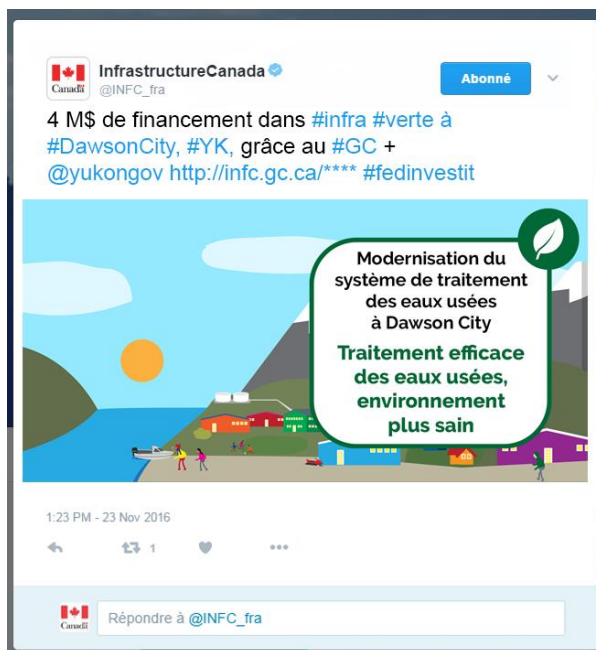 Canada
InfrastructureCanada
@INFC_fra
Abonné
4 M$ de financement dans #infra #verte à
#DawsonCity, #YK, grâce au #GC +
@yukongov http://infc.gc.ca/**** #fedinvestit
Modernisation du
système de traitement
des eaux usées
à Dawson City
Traitement efficace
des eaux usées,
environnement
plus sain
1:23 PM - 23 Nov 2016
1
Canada
Répondre à @INFC_fra